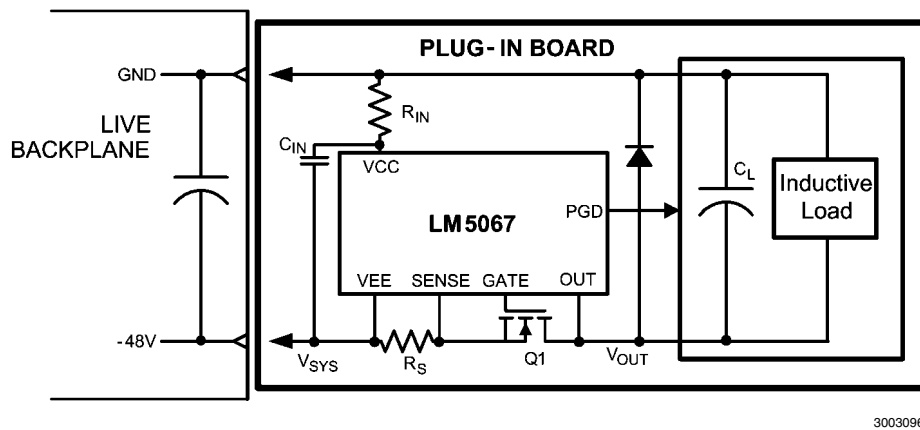 PLUG-IN BOARD
GND
LIVE
BACKPLANE
RIN
CIN
VCC
LM5067
PGD
CL
Inductive
Load
VEE SENSE GATE OUT
-48V
VSYS
RS
Q1
VOUT
3003096